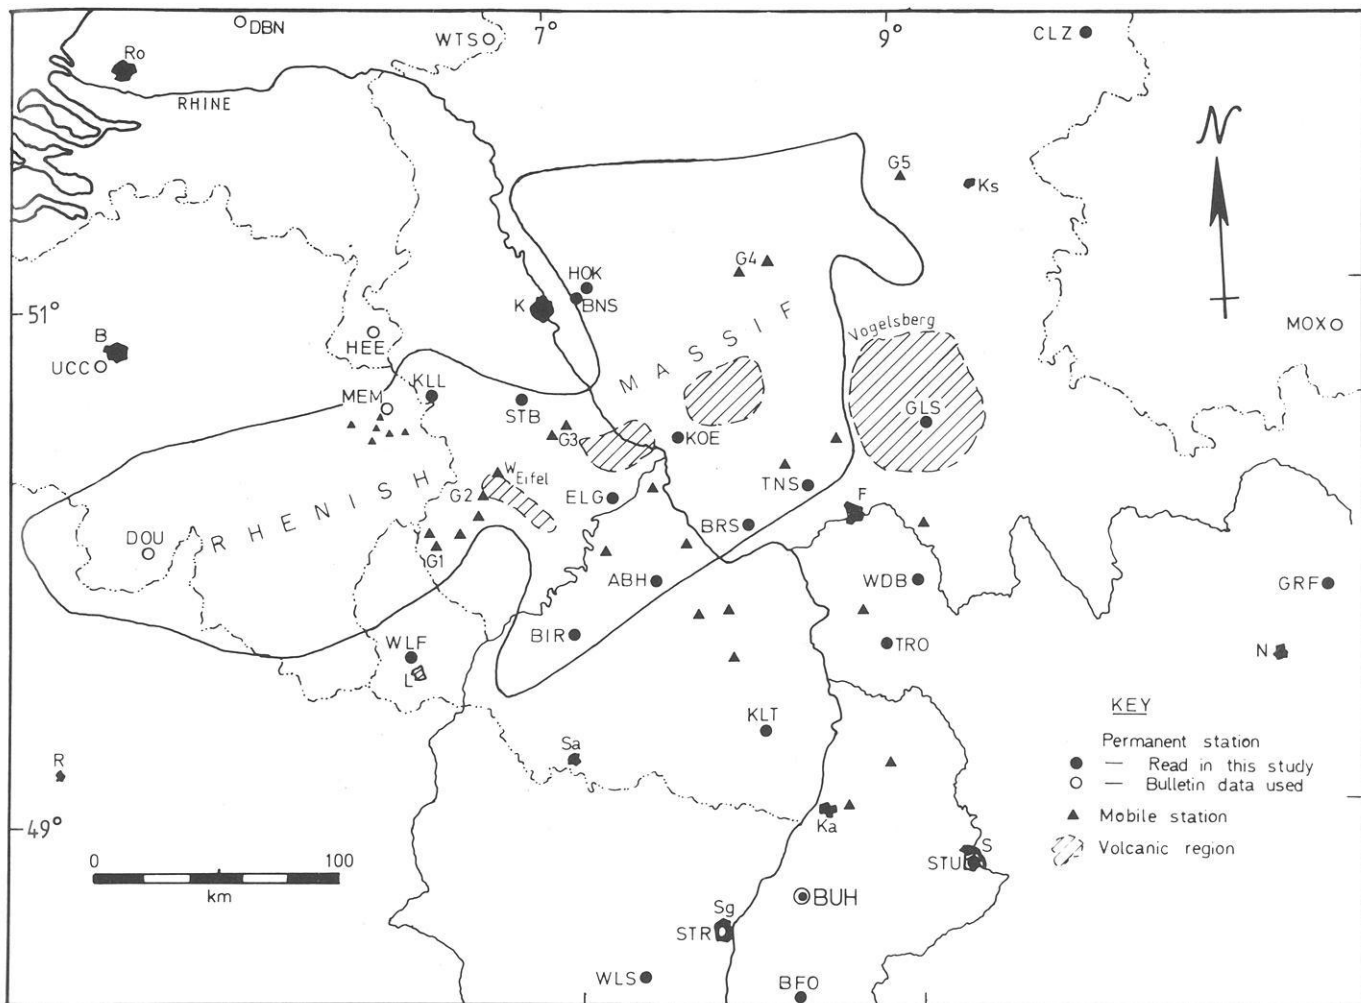 DBN
WTS
7°
9°
CLZ
Ro
RHINE
N
G5
Ks
HOK
G4
BNS
K
51°
B
UCC
HEE
Vogelsberg
MOX
MASSIF
MEM
KLL
STB
GLS
G3
KOE
W Eifel
RHENISH
G2
ELG
TNS
F
BRS
DOU
G1
ABH
WDB
GRF
BIR
WLF
L
TRO
N
KEY
KLT
Permanent station
Sa
R
— Read in this study
— Bulletin data used
Ka
Mobile station
49°
S
Volcanic region
0 100
km
STU
BUH
Sg
STR
WLS
BFO